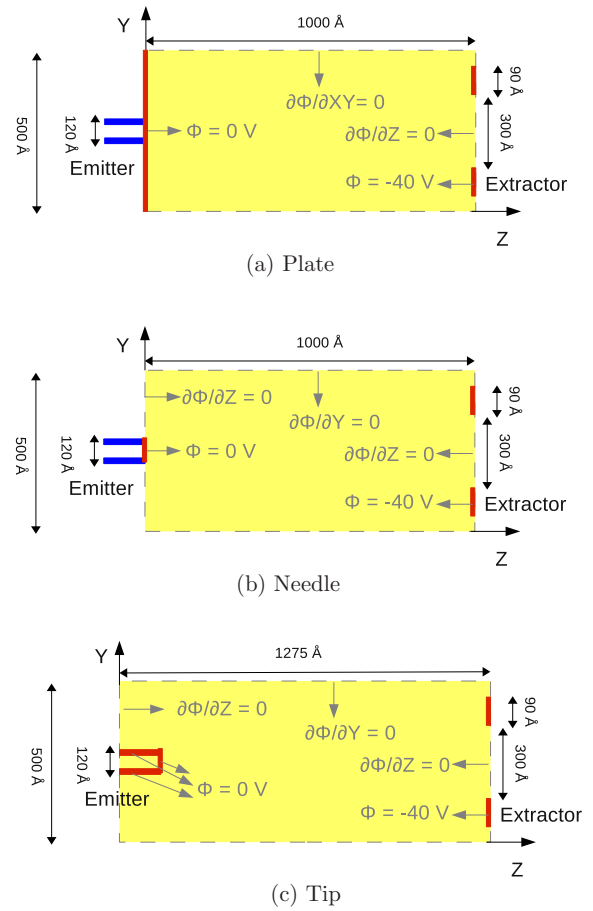 Y
1000 Å
90 Å
∂Φ/∂XY= 0
500 Å
120 Å
Φ = 0 V
∂Φ/∂Z = 0
300 Å
Emitter
Φ = -40 V
Extractor
Z
(a) Plate
Y
1000 Å
∂Φ/∂Z = 0
90 Å
∂Φ/∂Y = 0
500 Å
120 Å
Φ = 0 V
∂Φ/∂Z = 0
300 Å
Emitter
Φ = -40 V
Extractor
Z
(b) Needle
Y
1275 Å
∂Φ/∂Z = 0
90 Å
∂Φ/∂Y = 0
500 Å
120 Å
∂Φ/∂Z = 0
300 Å
Φ = 0 V
Emitter
Φ = -40 V
Extractor
Z
(c) Tip